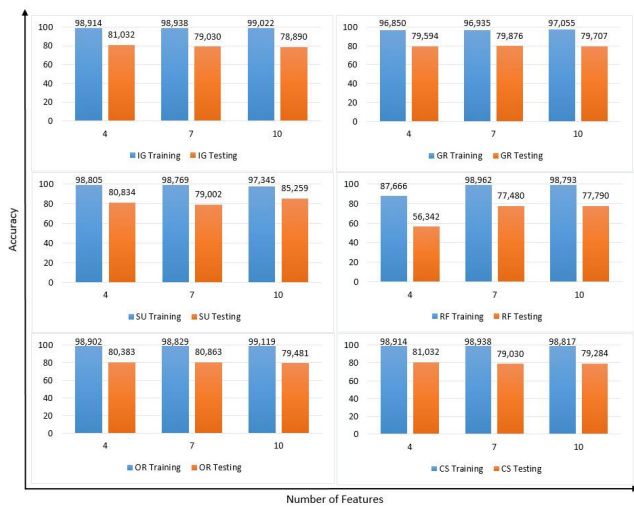 98,914 98,938 99,022
100 81,032 79,030 78,890
80
60
40
20
0
4 7 10
IG Training IG Testing
96,850 96,935 97,055
100 79,594 79,876 79,707
80
60
40
20
0
4 7 10
GR Training GR Testing
98,805 98,769 97,345
100 80,834 79,002 85,259
80
60
40
20
0
4 7 10
SU Training SU Testing
87,666 98,962 98,793
100 56,342 77,480 77,790
80
60
40
20
0
4 7 10
RF Training RF Testing
98,902 98,829 99,119
100 80,383 80,863 79,481
80
60
40
20
0
4 7 10
OR Training OR Testing
98,914 98,938 98,817
100 81,032 79,030 79,284
80
60
40
20
0
4 7 10
CS Training CS Testing
Accuracy
Number of Features